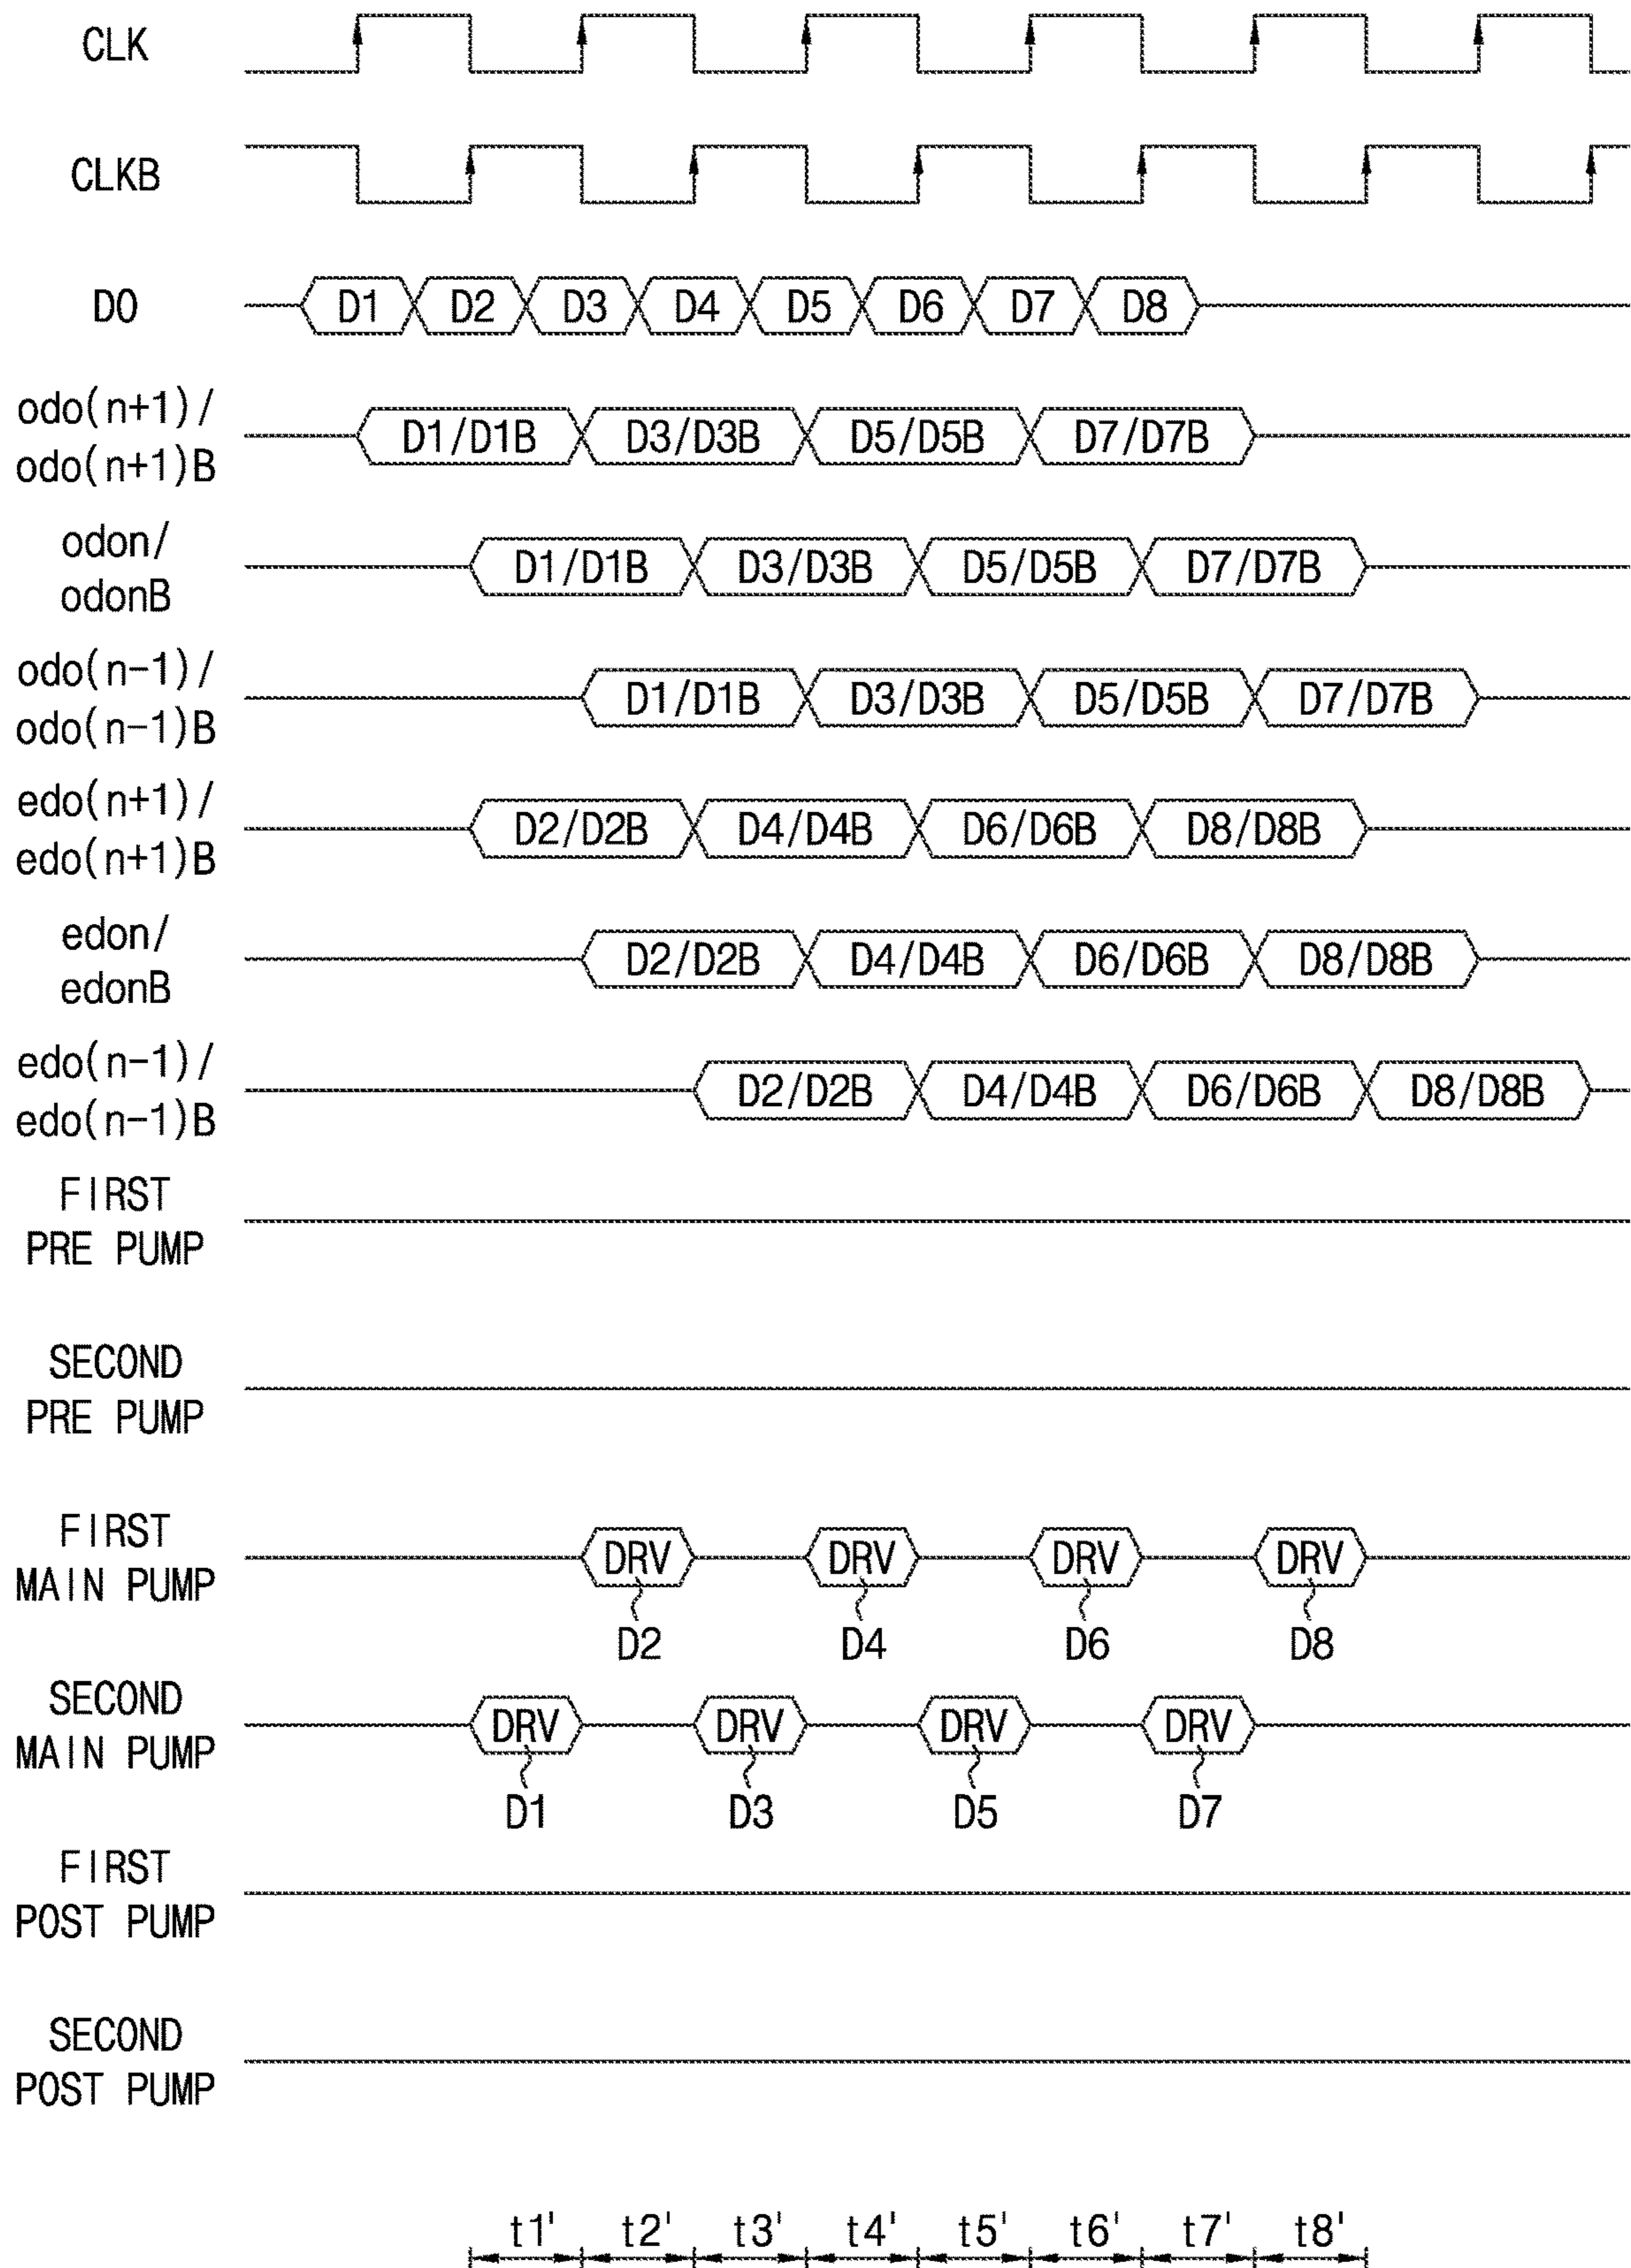 CLK
CLKB
DO
D1 D2 D3 D4 D5 D6 D7 D8
odo(n+1)/
odo(n+1)B
D1/D1B D3/D3B D5/D5B D7/D7B
odon/
odonB
D1/D1B D3/D3B D5/D5B D7/D7B
odo(n-1)/
odo(n-1)B
D1/D1B D3/D3B D5/D5B D7/D7B
edo(n+1)/
edo(n+1)B
D2/D2B D4/D4B D6/D6B D8/D8B
edon/
edonB
D2/D2B D4/D4B D6/D6B D8/D8B
edo(n-1)/
edo(n-1)B
D2/D2B D4/D4B D6/D6B D8/D8B
FIRST
PRE PUMP
SECOND
PRE PUMP
FIRST
MAIN PUMP
DRV DRV DRV DRV
D2 D4 D6 D8
SECOND
MAIN PUMP
DRV DRV DRV DRV
D1 D3 D5 D7
FIRST
POST PUMP
SECOND
POST PUMP
t1' t2' t3' t4' t5' t6' t7' t8'